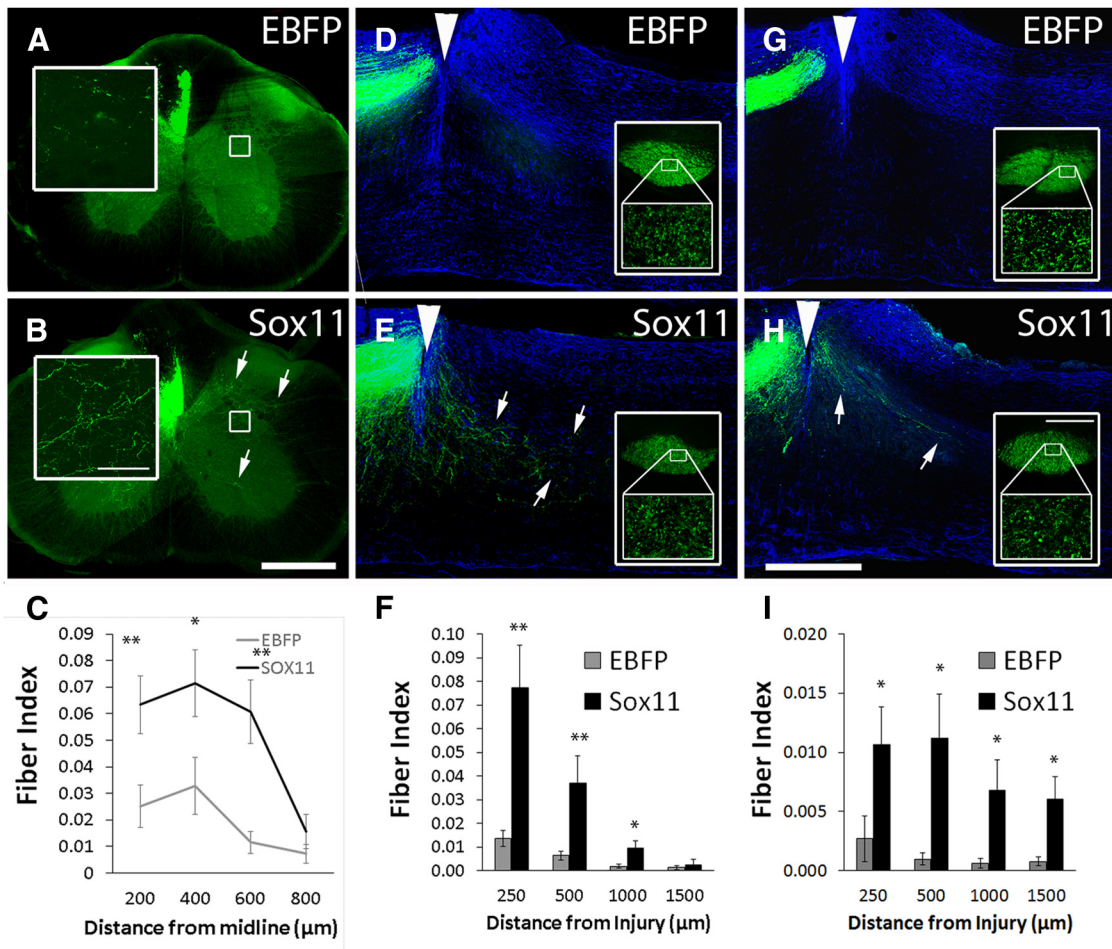 A
EBFP
D
EBFP
G
EBFP
B
Sox11
E
Sox11
H
Sox11
C
0.09
0.08
0.07
0.06
0.05
0.04
0.03
0.02
0.01
0
**
*
**
EBFP
SOX11
Fiber Index
200 400 600 800
Distance from midline (µm)
F
0.10
0.09
0.08
0.07
0.06
0.05
0.04
0.03
0.02
0.01
0.00
**
**
*
EBFP
Sox11
Fiber Index
250 500 1000 1500
Distance from Injury (µm)
I
0.020
0.015
0.010
0.005
0.000
*
*
*
*
EBFP
Sox11
Fiber Index
250 500 1000 1500
Distance from Injury (µm)